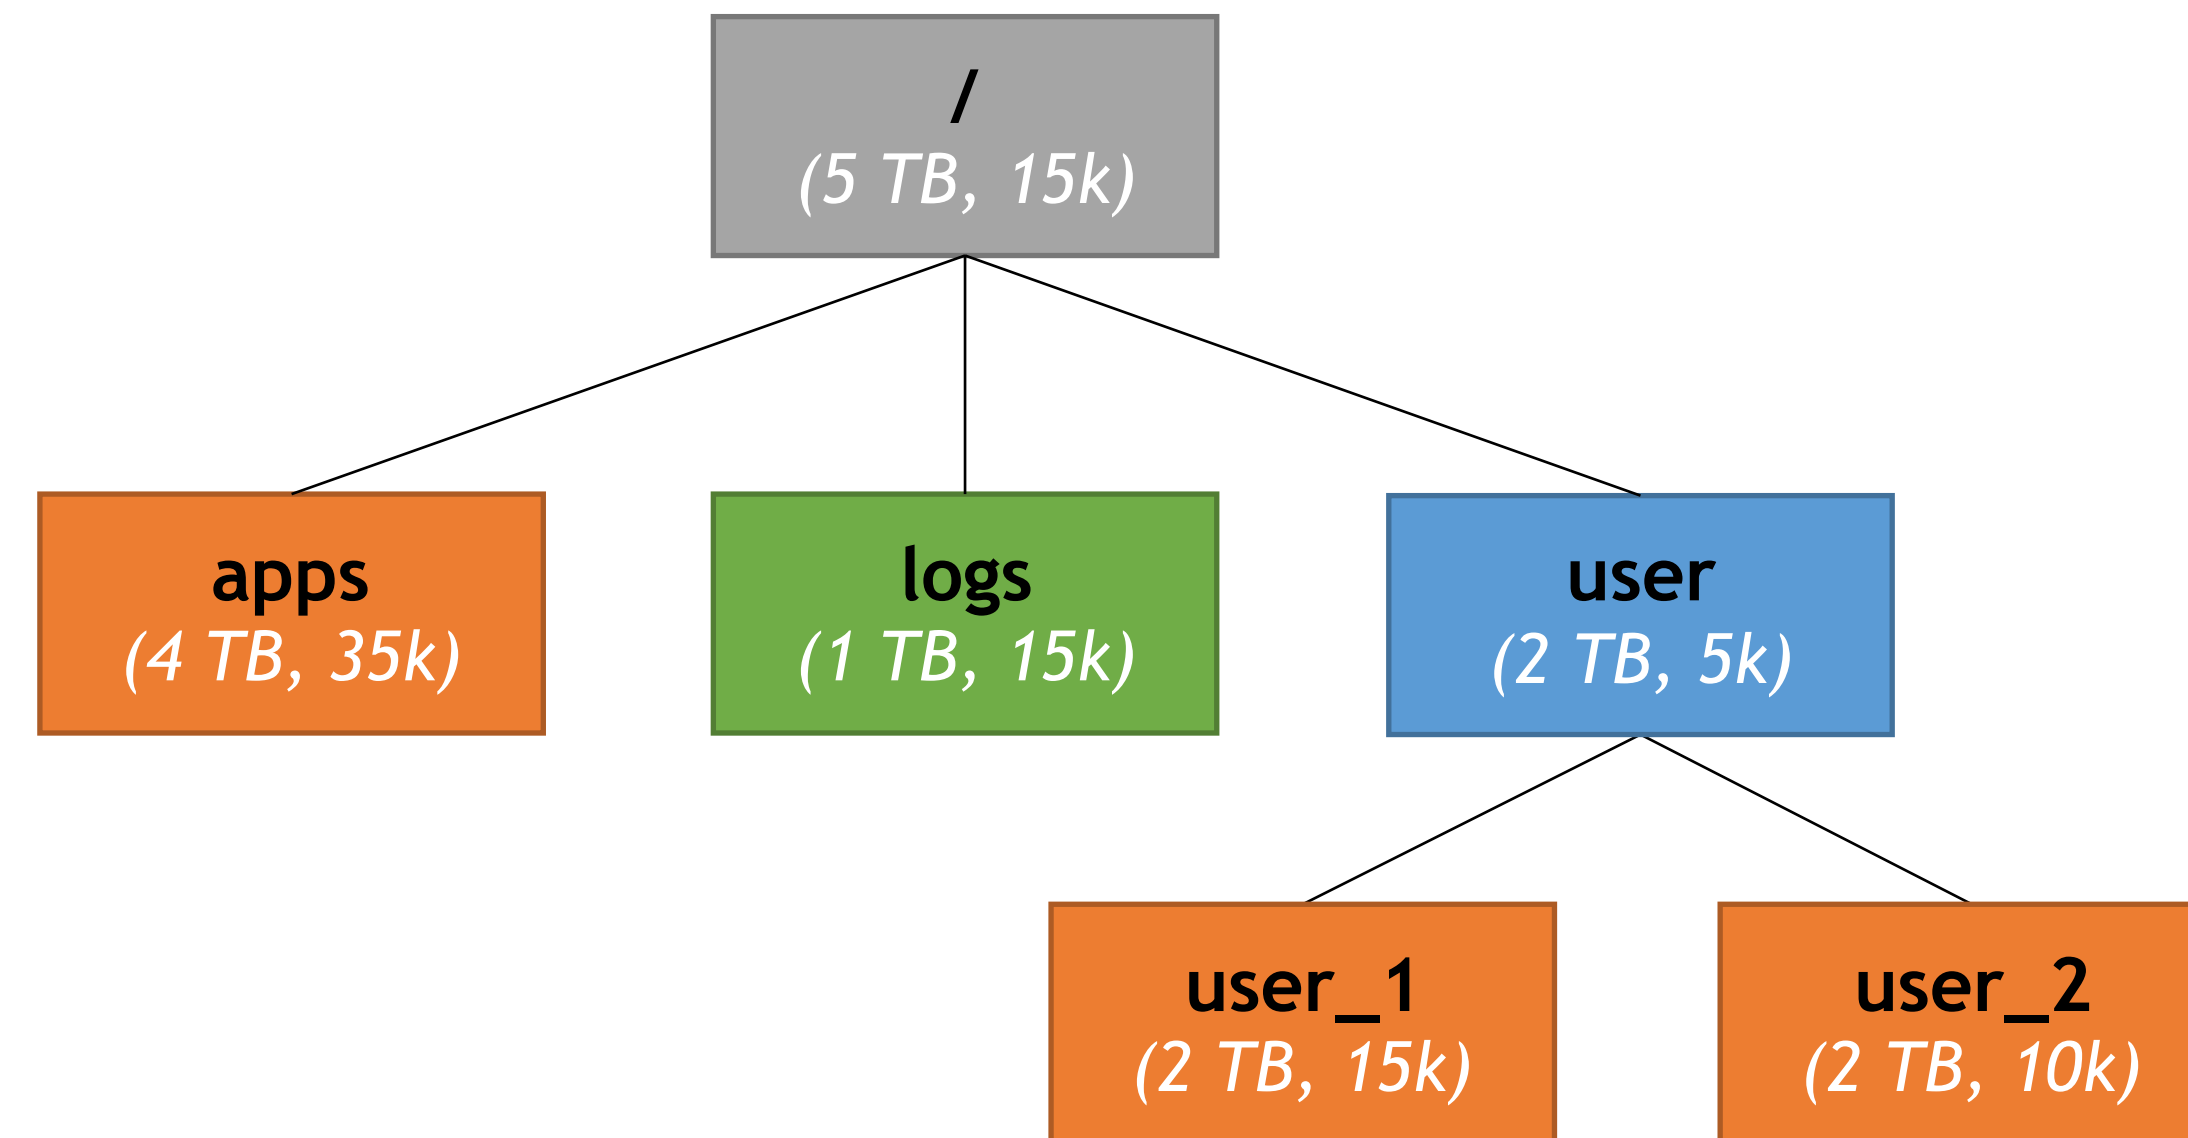 /
(5 TB, 15k)
apps
(4 TB, 35k)
logs
(1 TB, 15k)
user
(2 TB, 5k)
user_1
(2 TB, 15k)
user_2
(2 TB, 10k)